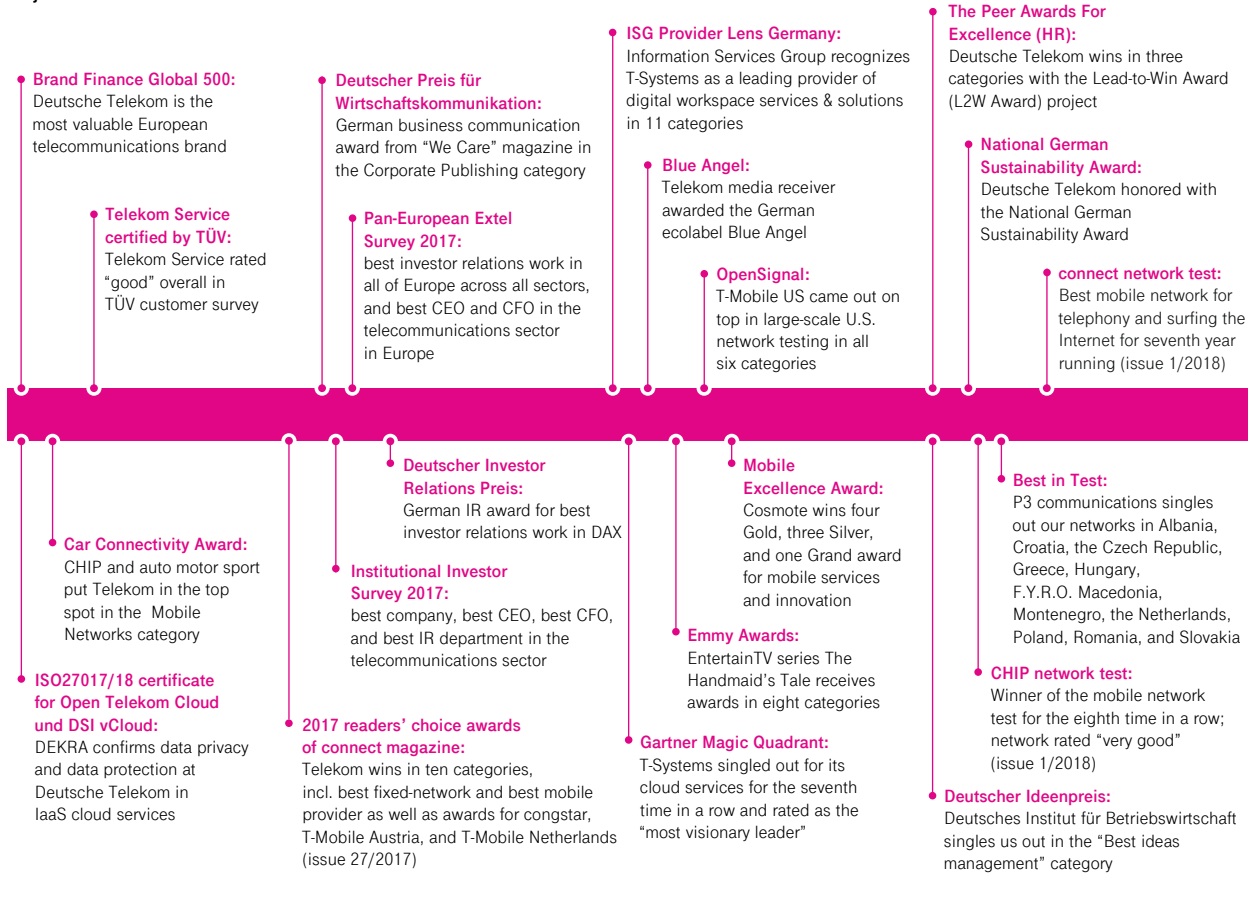 Brand Finance Global 500:
Deutsche Telekom is the
most valuable European
telecommunications brand
Telekom Service
certified by TÜV:
Telekom Service rated
“good” overall in
TÜV customer survey
Deutscher Preis für
Wirtschaftskommunikation:
German business communication
award from “We Care” magazine in
the Corporate Publishing category
Pan-European Extel
Survey 2017:
best investor relations work in
all of Europe across all sectors,
and best CEO and CFO in the
telecommunications sector
in Europe
ISG Provider Lens Germany:
Information Services Group recognizes
T-Systems as a leading provider of
digital workspace services & solutions
in 11 categories
Blue Angel:
Telekom media receiver
awarded the German
ecolabel Blue Angel
OpenSignal:
T-Mobile US came out on
top in large-scale U.S.
network testing in all
six categories
The Peer Awards For
Excellence (HR):
Deutsche Telekom wins in three
categories with the Lead-to-Win Award
(L2W Award) project
National German
Sustainability Award:
Deutsche Telekom honored with
the National German
Sustainability Award
connect network test:
Best mobile network for
telephony and surfing the
Internet for seventh year
running (issue 1/2018)
Car Connectivity Award:
CHIP and auto motor sport
put Telekom in the top
spot in the Mobile
Networks category
ISO27017/18 certificate
for Open Telekom Cloud
und DSI vCloud:
DEKRA confirms data privacy
and data protection at
Deutsche Telekom in
IaaS cloud services
Deutscher Investor
Relations Preis:
German IR award for best
investor relations work in DAX
Institutional Investor
Survey 2017:
best company, best CEO, best CFO,
and best IR department in the
telecommunications sector
2017 readers’ choice awards
of connect magazine:
Telekom wins in ten categories,
incl. best fixed-network and best mobile
provider as well as awards for congstar,
T-Mobile Austria, and T-Mobile Netherlands
(issue 27/2017)
Mobile
Excellence Award:
Cosmote wins four
Gold, three Silver,
and one Grand award
for mobile services
and innovation
Emmy Awards:
EntertainTV series The
Handmaid’s Tale receives
awards in eight categories
Gartner Magic Quadrant:
T-Systems singled out for its
cloud services for the seventh
time in a row and rated as the
“most visionary leader”
Best in Test:
P3 communications singles
out our networks in Albania,
Croatia, the Czech Republic,
Greece, Hungary,
F.Y.R.O. Macedonia,
Montenegro, the Netherlands,
Poland, Romania, and Slovakia
CHIP network test:
Winner of the mobile network
test for the eighth time in a row;
network rated “very good”
(issue 1/2018)
Deutscher Ideenpreis:
Deutsches Institut für Betriebswirtschaft
singles us out in the “Best ideas
management” category